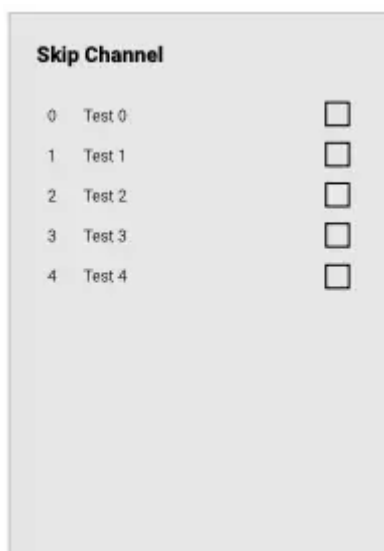 Skip Channel
0 Test 0
1 Test 1
2 Test 2
3 Test 3
4 Test 4